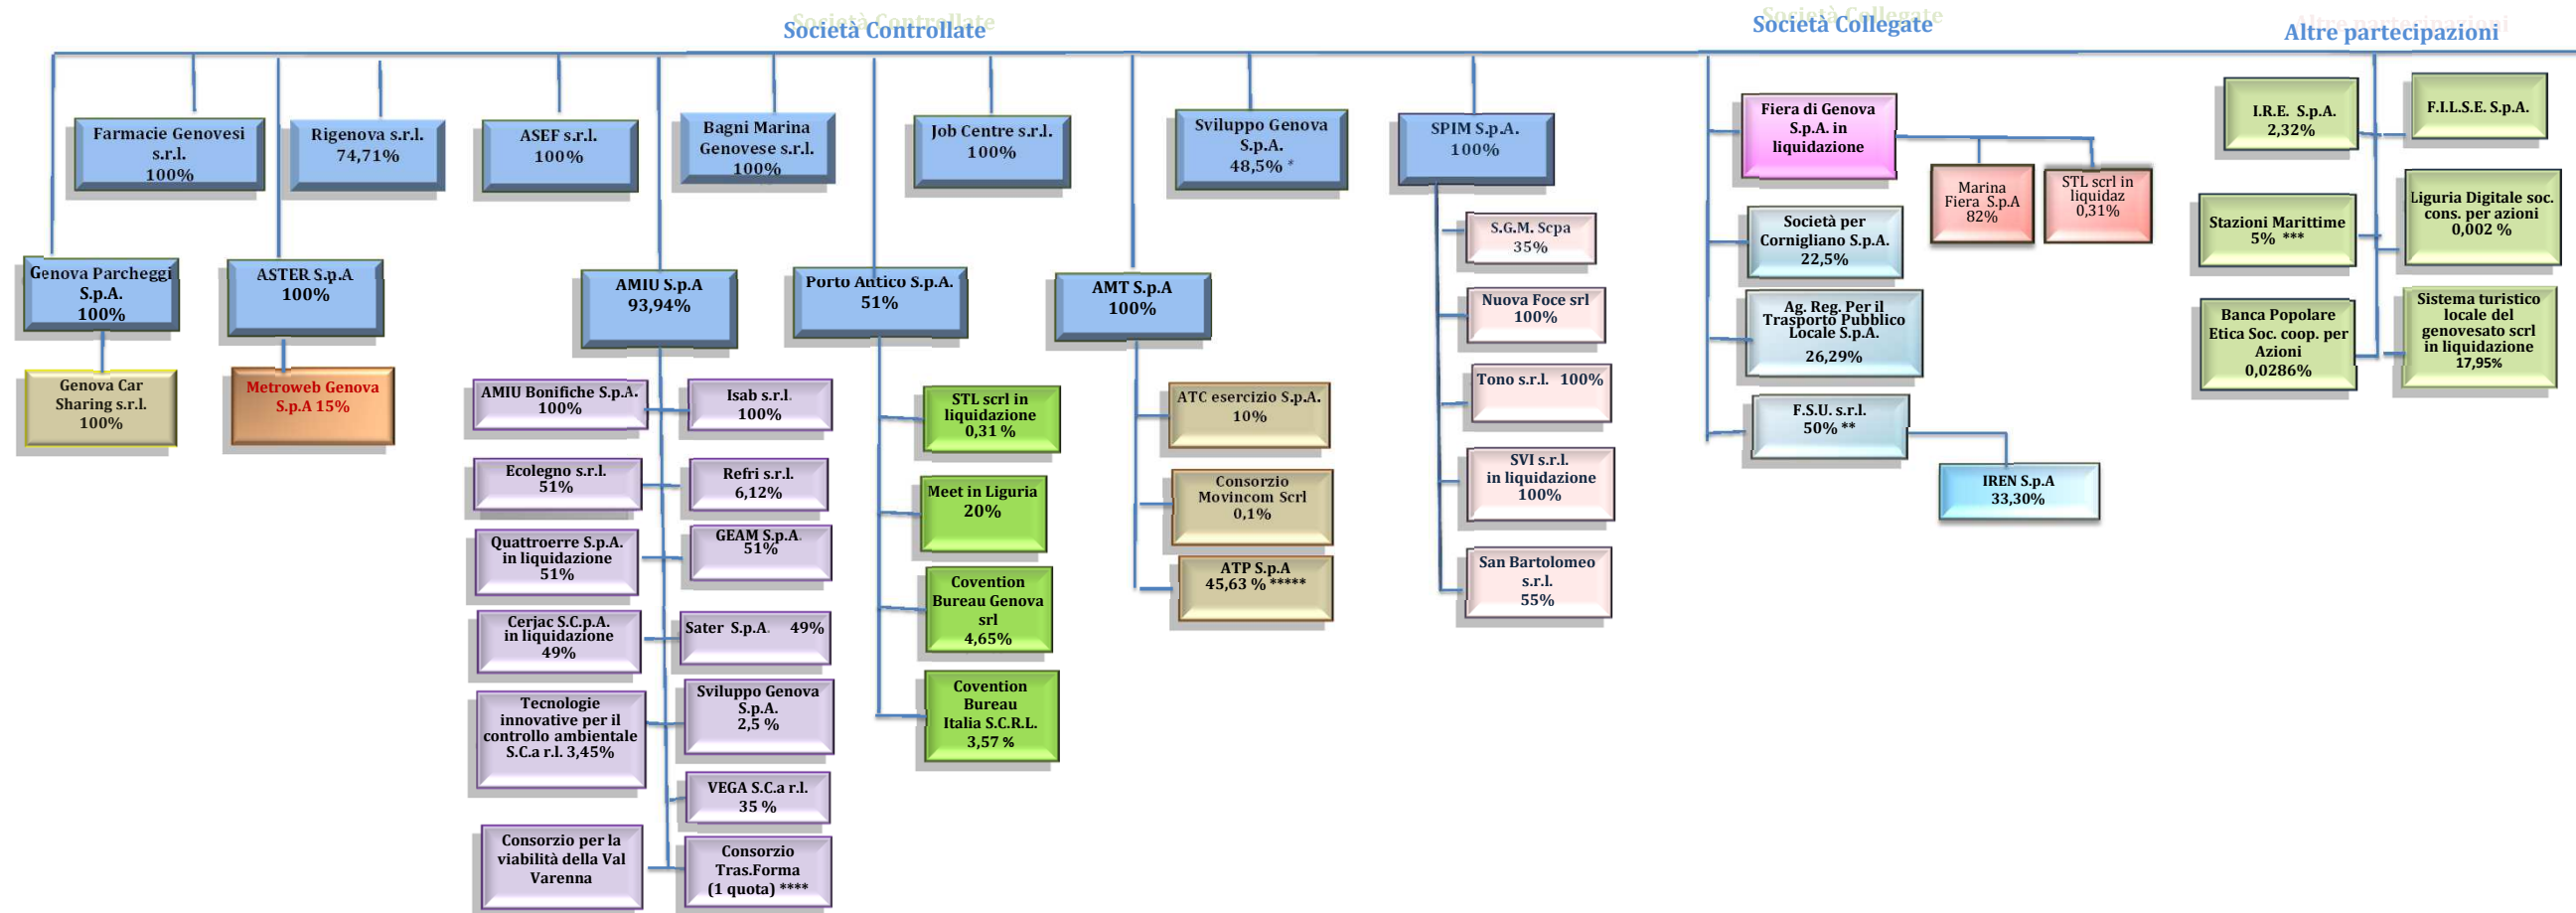 Società Controllate
Società Collegate
Altre partecipazioni
Farmacie Genovesi
s.r.l.
100%
Rigenova s.r.l.
74,71%
ASEF s.r.l.
100%
Bagni Marina
Genovese s.r.l.
100%
Job Centre s.r.l.
100%
Sviluppo Genova
S.p.A.
48,5% *
SPIM S.p.A.
100%
Genova Parcheggi
S.p.A.
100%
ASTER S.p.A
100%
AMIU S.p.A
93,94%
Porto Antico S.p.A.
51%
AMT S.p.A
100%
Genova Car
Sharing s.r.l.
100%
Metroweb Genova
S.p.A 15%
AMIU Bonifiche S.p.A.
100%
Isab s.r.l.
100%
Ecolegno s.r.l.
51%
Refri s.r.l.
6,12%
Quattroerre S.p.A.
in liquidazione
51%
GEAM S.p.A.
51%
Cerjac S.C.p.A.
in liquidazione
49%
Sater S.p.A. 49%
Tecnologie
innovative per il
controllo ambientale
S.C.a r.l. 3,45%
Sviluppo Genova
S.p.A.
2,5 %
VEGA S.C.a r.l.
35 %
Consorzio per la
viabilità della Val
Varenna
Consorzio
Tras.Forma
(1 quota) ****
STL scrl in
liquidazione
0,31 %
Meet in Liguria
20%
Covention
Bureau Genova
srl
4,65%
Covention
Bureau
Italia S.C.R.L.
3,57 %
ATC esercizio S.p.A.
10%
Consorzio
Movincom Scrl
0,1%
ATP S.p.A
45,63 % *****
S.G.M. Scpa
35%
Nuova Foce srl
100%
Tono s.r.l. 100%
SVI s.r.l.
in liquidazione
100%
San Bartolomeo
s.r.l.
55%
Fiera di Genova
S.p.A. in
liquidazione
Marina
Fiera S.p.A
82%
STL scrl in
liquidaz
0,31%
Società per
Cornigliano S.p.A.
22,5%
Ag. Reg. Per il
Trasporto Pubblico
Locale S.p.A.
26,29%
F.S.U. s.r.l.
50% **
IREN S.p.A
33,30%
I.R.E. S.p.A.
2,32%
F.I.L.S.E. S.p.A.
Stazioni Marittime
5% ***
Liguria Digitale soc.
cons. per azioni
0,002 %
Banca Popolare
Etica Soc. coop. per
Azioni
0,0286%
Sistema turistico
locale del
genovesato scrl
in liquidazione
17,95%